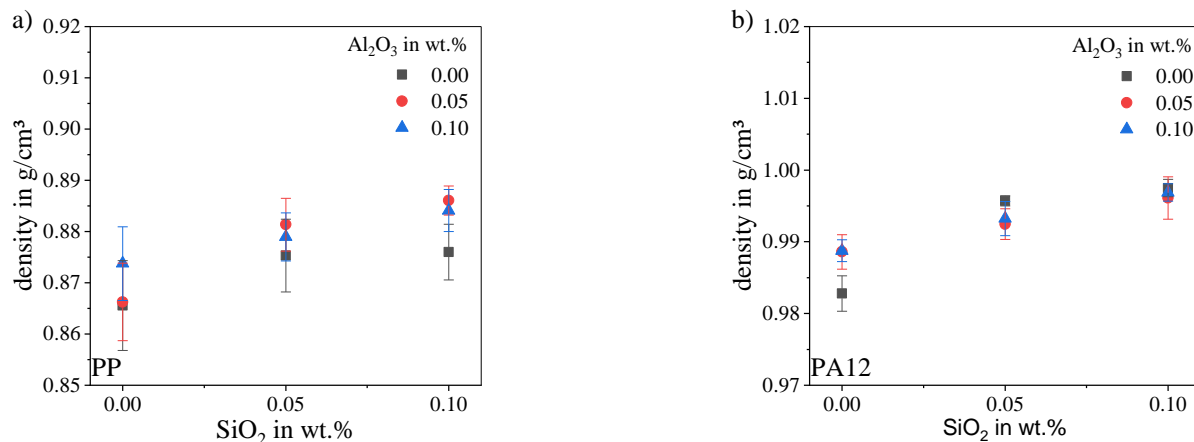 a)
density in g/cm³
0.92
0.91
0.90
0.89
0.88
0.87
0.86
0.85
Al₂O₃ in wt.%
0.00
0.05
0.10
PP
0.00
0.05
0.10
SiO₂ in wt.%
b)
density in g/cm³
1.02
1.01
1.00
0.99
0.98
0.97
Al₂O₃ in wt.%
0.00
0.05
0.10
PA12
0.00
0.05
0.10
SiO₂ in wt.%